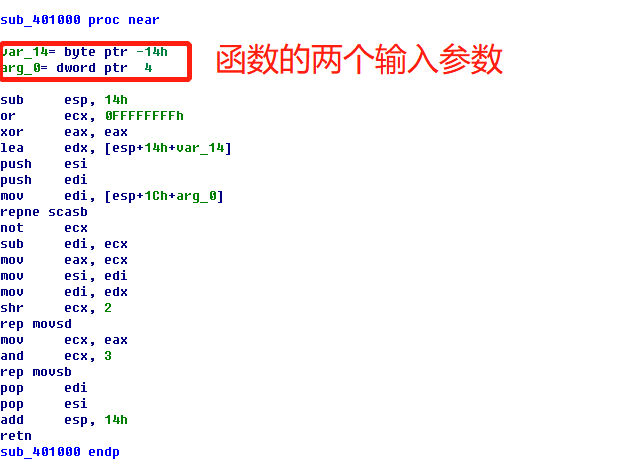 sub_401000 proc near
var_14= byte ptr -14h
arg_0= dword ptr  4
函数的两个输入参数
sub     esp, 14h
or      ecx, 0FFFFFFFFh
xor     eax, eax
lea     edx, [esp+14h+var_14]
push    esi
push    edi
mov     edi, [esp+1Ch+arg_0]
repne scasb
not     ecx
sub     edi, ecx
mov     eax, ecx
mov     esi, edi
mov     edi, edx
shr     ecx, 2
rep movsd
mov     ecx, eax
and     ecx, 3
rep movsb
pop     edi
pop     esi
add     esp, 14h
retn
sub_401000 endp